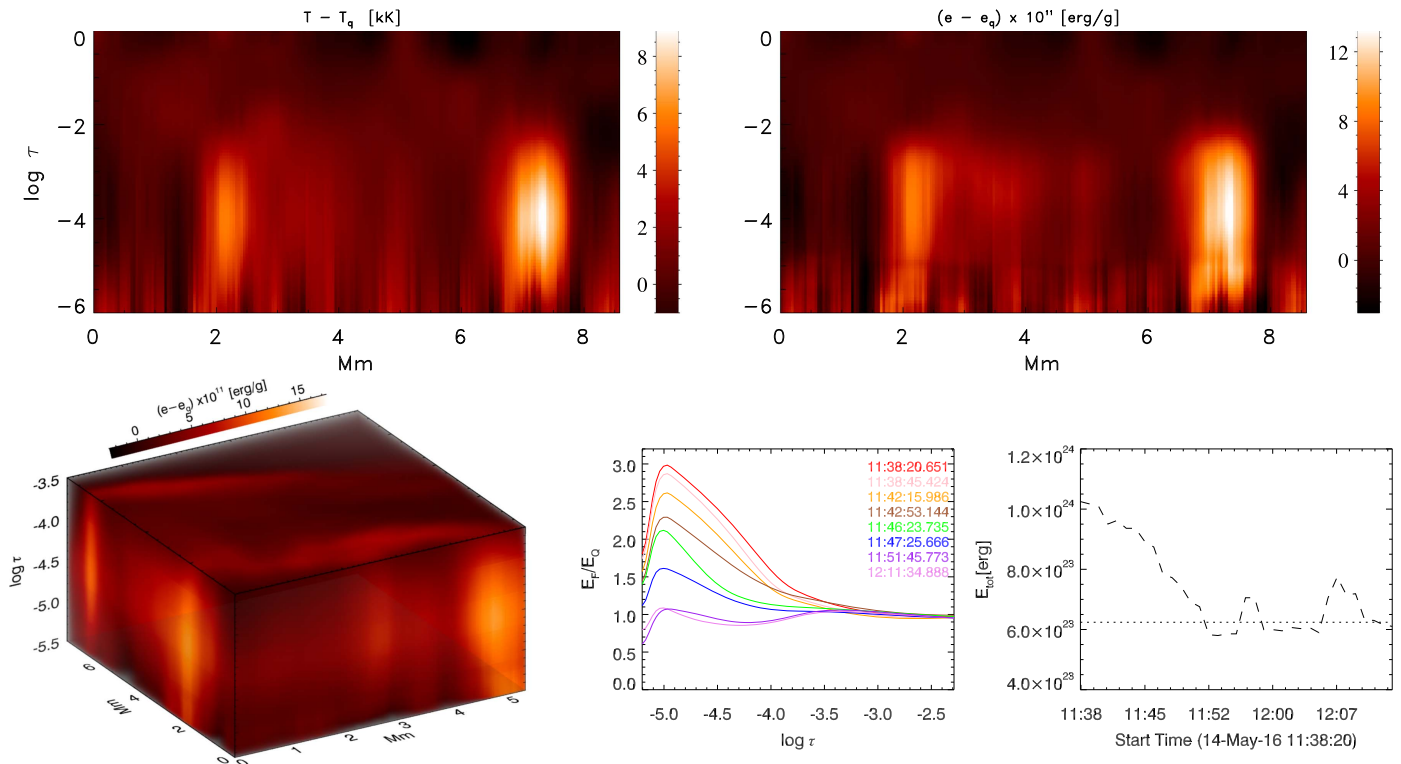 T − T_q [kK]
0
−2
−4
−6
log τ
0 2 4 6 8
Mm
8
6
4
2
0
(e − e_q) x 10¹¹ [erg/g]
0
−2
−4
−6
0 2 4 6 8
Mm
12
8
4
0
(e−e_q) x10¹¹ [erg/g]
0 5 10 15
-3.5
-4.0
-4.5
-5.0
-5.5
log τ
6 4 2 0
Mm
0 1 2 3 4 5
Mm
3.0
2.5
2.0
1.5
1.0
0.5
0.0
E_F/E_Q
11:38:20.651
11:38:45.424
11:42:15.986
11:42:53.144
11:46:23.735
11:47:25.666
11:51:45.773
12:11:34.888
-5.0 -4.5 -4.0 -3.5 -3.0 -2.5
log τ
1.2×10²⁴
1.0×10²⁴
8.0×10²³
6.0×10²³
4.0×10²³
E_tot[erg]
11:38 11:45 11:52 12:00 12:07
Start Time (14-May-16 11:38:20)